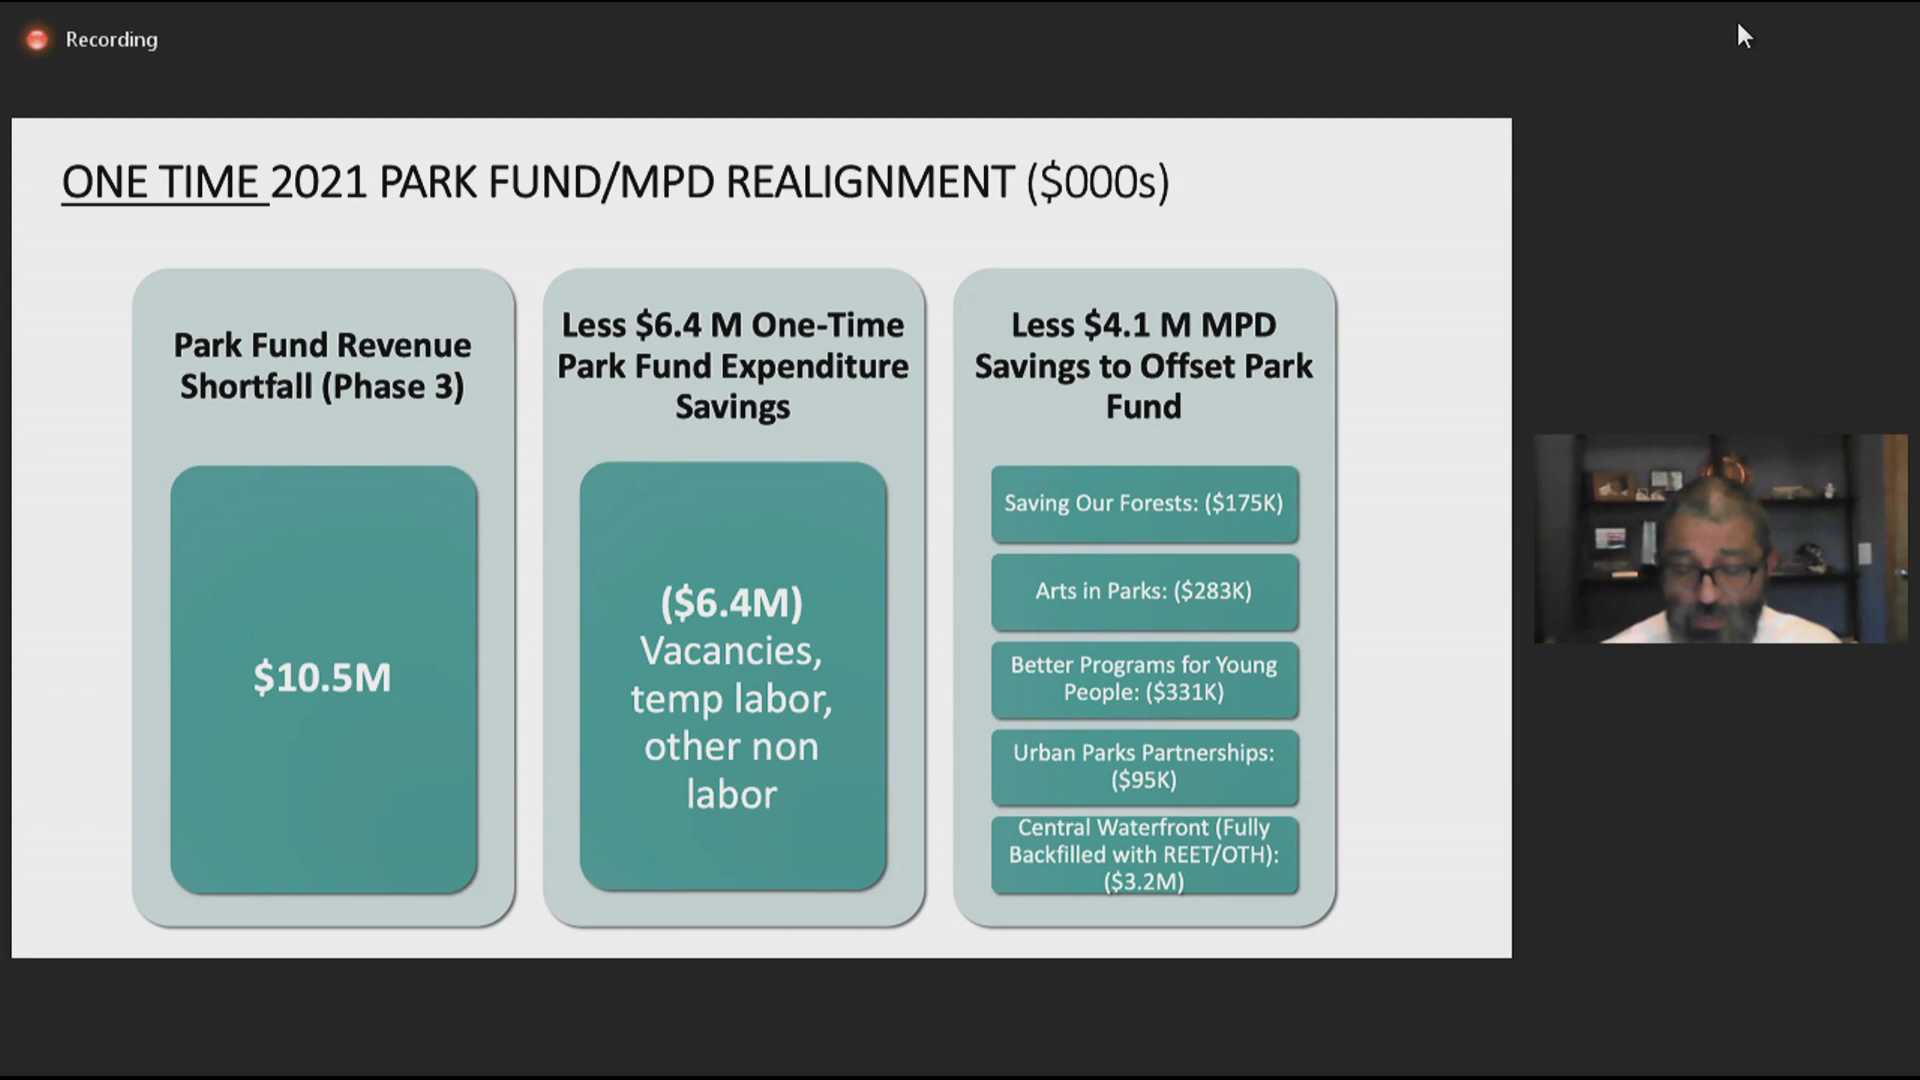 Recording
ONE TIME 2021 PARK FUND/MPD REALIGNMENT ($000s)
Park Fund Revenue
Shortfall (Phase 3)
$10.5M
Less $6.4 M One-Time
Park Fund Expenditure
Savings
($6.4M)
Vacancies,
temp labor,
other non
labor
Less $4.1 M MPD
Savings to Offset Park
Fund
Saving Our Forests: ($175K)
Arts in Parks: ($283K)
Better Programs for Young
People: ($331K)
Urban Parks Partnerships:
($95K)
Central Waterfront (Fully
Backfilled with REET/OTH):
($3.2M)